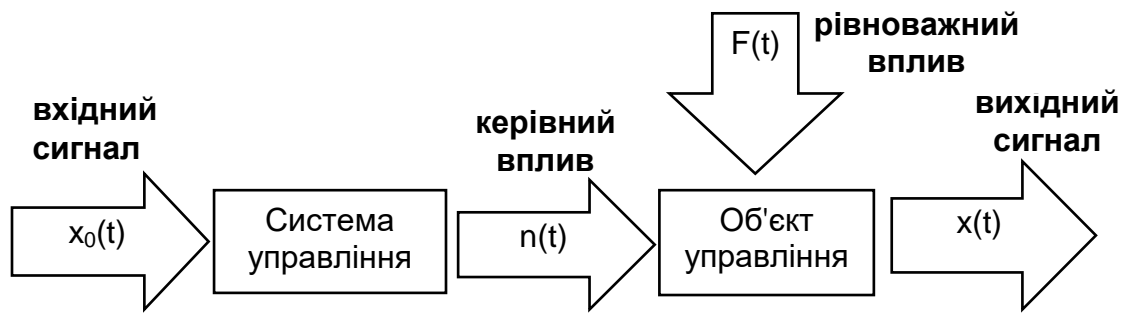 F(t)
рівноважний
вплив
вхідний
сигнал
керівний
вплив
вихідний
сигнал
x₀(t)
Система
управління
n(t)
Об'єкт
управління
x(t)